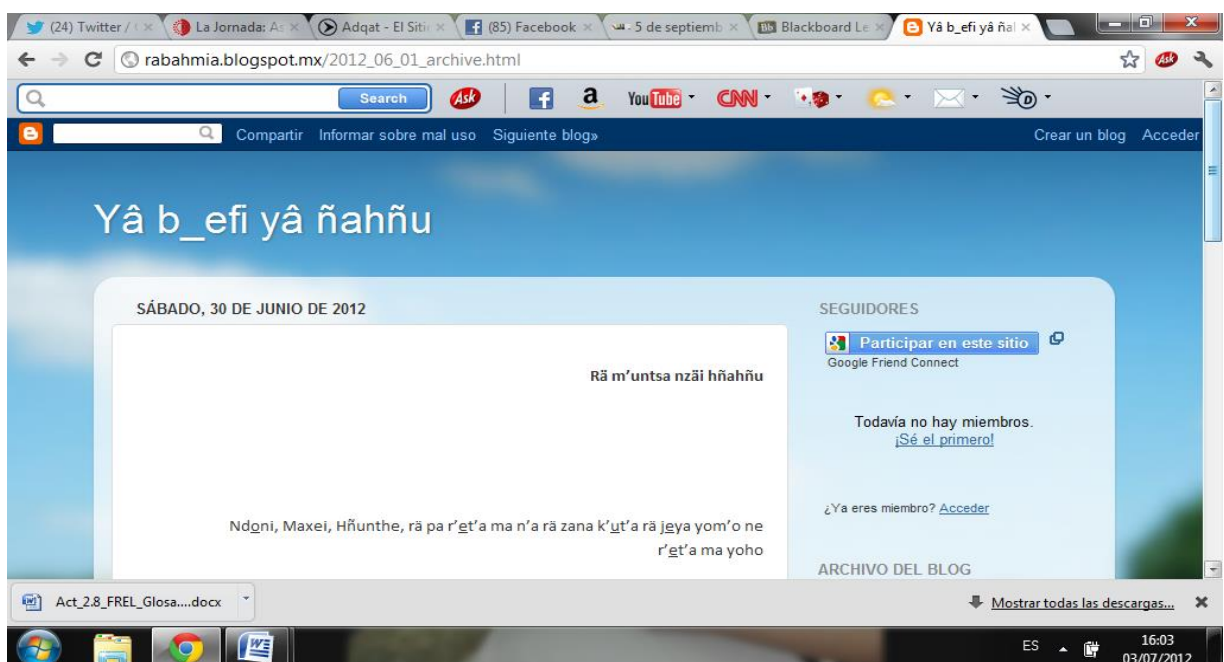 (24) Twitter / (
La Jornada: As
Adqat - El Sitio
(85) Facebook
- 5 de septiemb
Blackboard Le
Yâ b_efi yâ ñal
rabahmia.blogspot.mx/2012_06_01_archive.html
Ask
Search
Ask
f
a
YouTube
CNN
Compartir Informar sobre mal uso Siguiente blog»
Crear un blog Acceder
Yâ b_efi yâ ñahñu
SÁBADO, 30 DE JUNIO DE 2012
Rä m'untsa nzäi hñahñu
Ndoni, Maxei, Hñunthe, rä pa r'et'a ma n'a rä zana k'ut'a rä jeya yom'o ne
r'et'a ma yoho
SEGUIDORES
Participar en este sitio
Google Friend Connect
Todavía no hay miembros.
¡Sé el primero!
¿Ya eres miembro? Acceder
ARCHIVO DEL BLOG
Act_2.8_FREL_Glosa....docx
Mostrar todas las descargas...
ES
16:03
03/07/2012